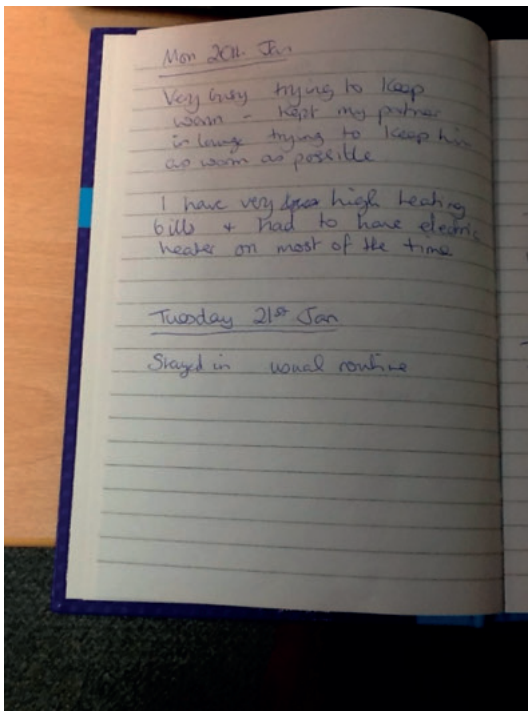 Mon 20th Jan
Very busy trying to keep
warm - kept my partner
in lounge trying to keep him
as warm as possible
I have very high heating
bills + had to have electric
heater on most of the time
Tuesday 21st Jan
Stayed in usual routine